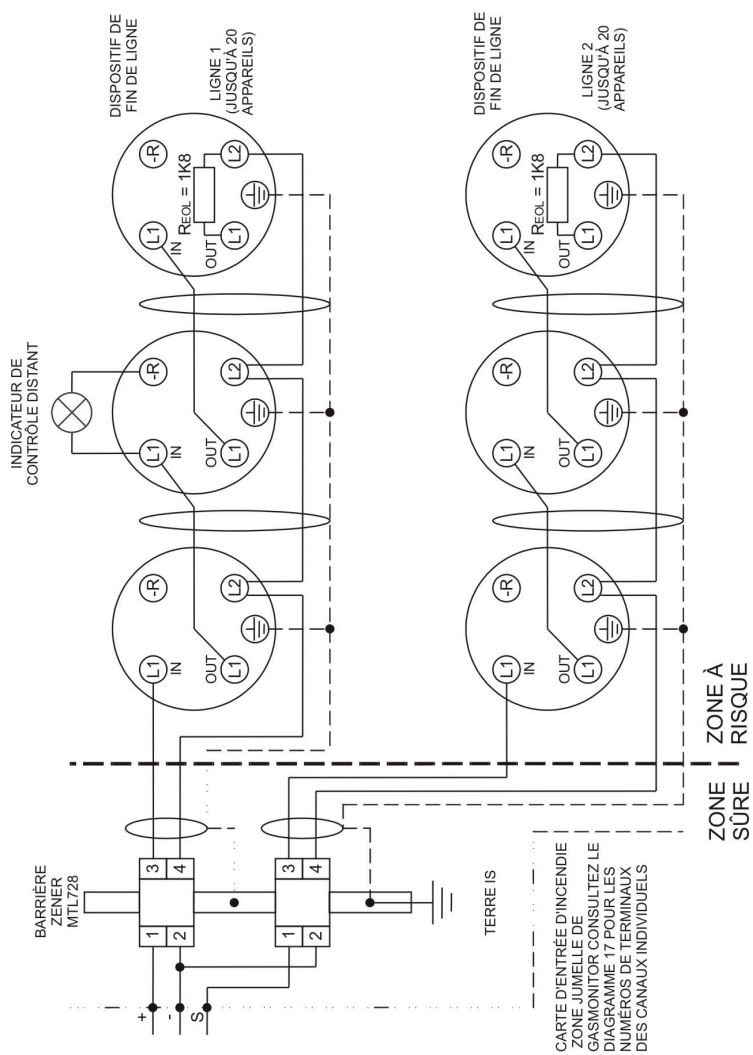 INDICATEUR DE
CONTRÔLE DISTANT
DISPOSITIF DE
FIN DE LIGNE
LIGNE 1
(JUSQU'À 20
APPAREILS)
BARRIÈRE
ZENER
MTL728
1
2
3
4
+
-
S
L1
IN
-R
OUT
L1
L2
L1
IN
-R
OUT
L1
L2
L1
IN
-R
REOL = 1K8
OUT
L1
L2
1
2
3
4
DISPOSITIF DE
FIN DE LIGNE
LIGNE 2
(JUSQU'À 20
APPAREILS)
L1
IN
-R
OUT
L1
L2
L1
IN
-R
OUT
L1
L2
L1
IN
-R
REOL = 1K8
OUT
L1
L2
TERRE IS
CARTE D'ENTRÉE D'INCENDIE
ZONE JUMELLE DE
GASMONITOR CONSULTEZ LE
DIAGRAMME 17 POUR LES
NUMÉROS DE TERMINAUX
DES CANAUX INDIVIDUELS
ZONE
SÛRE
ZONE À
RISQUE